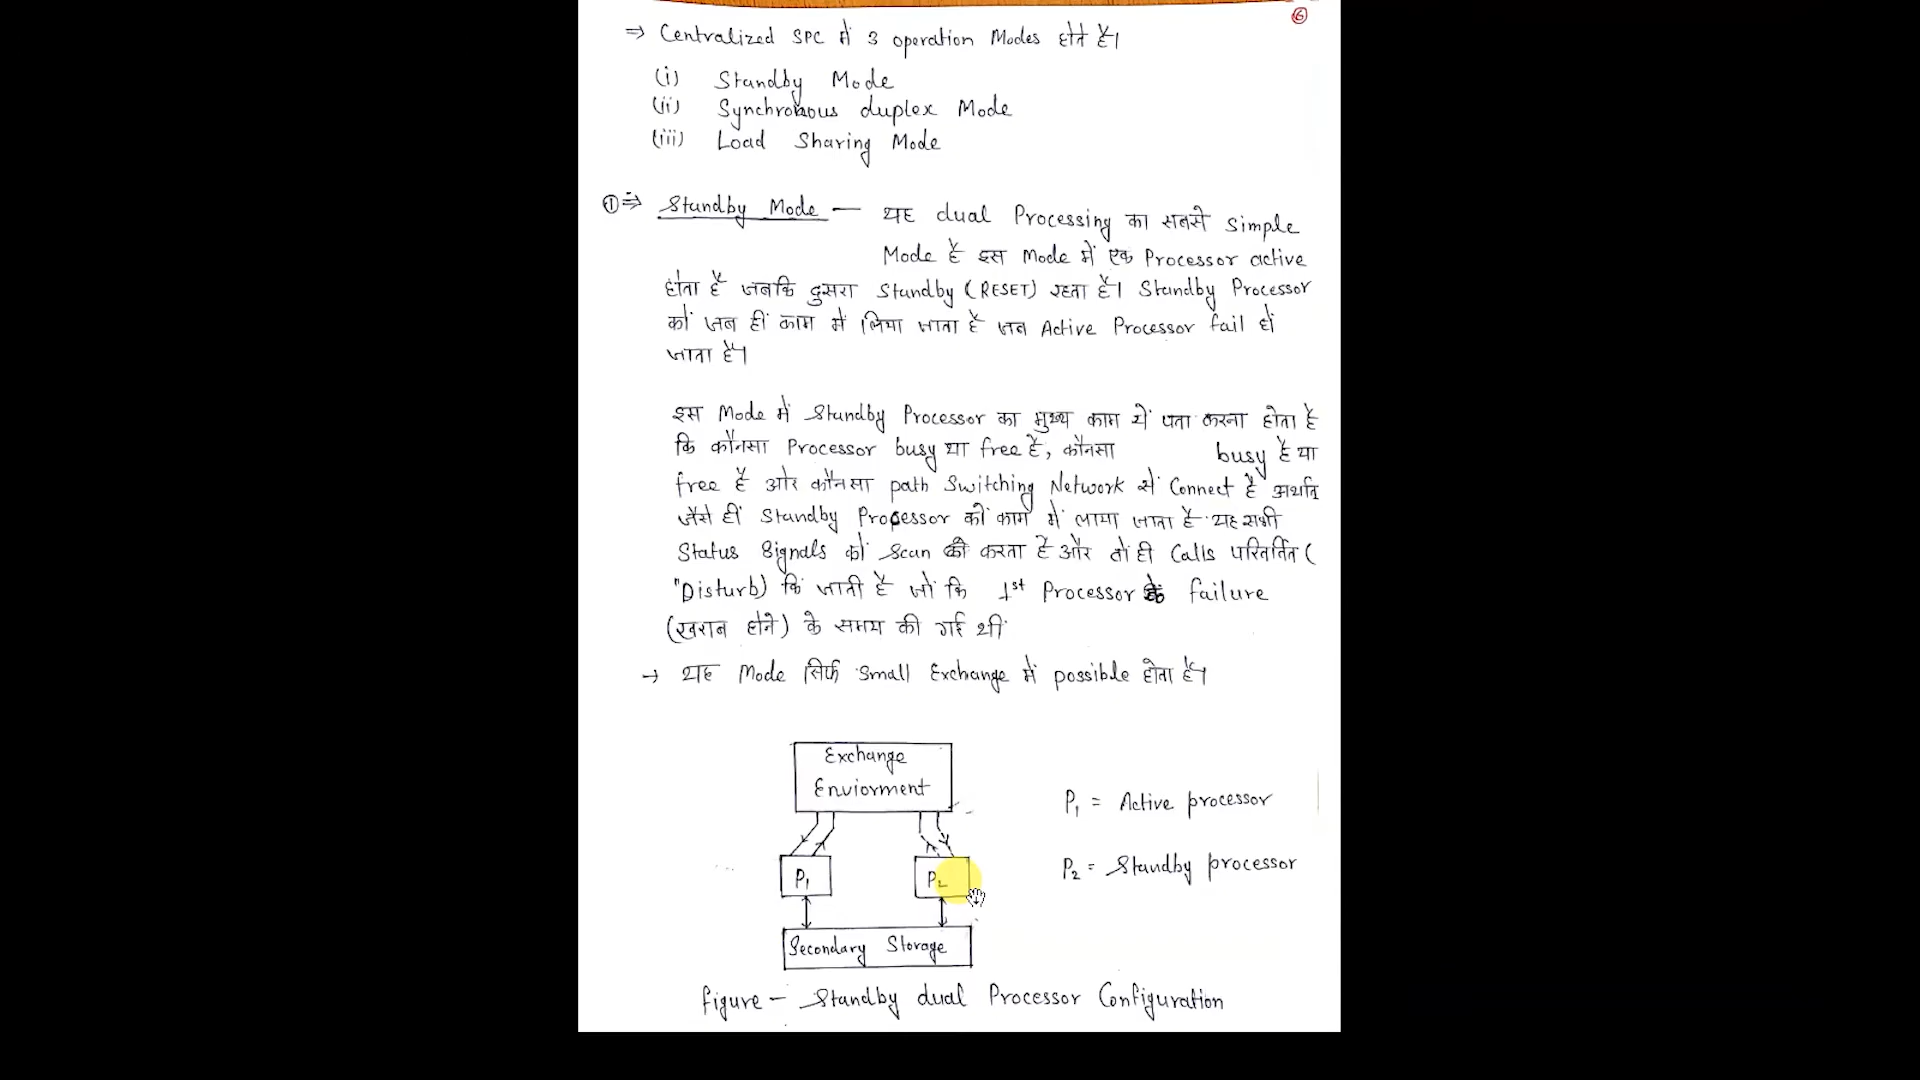 6
⇒ Centralized SPC में 3 operation Modes होते है।
(i) Standby Mode
(ii) Synchronous duplex Mode
(iii) Load Sharing Mode
① ⇒ Standby Mode — यह dual Processing का सबसे simple
Mode है इस Mode में एक Processor active
होता है जबकि दुसरा Standby (RESET) रहता है। Standby Processor
को जब हीं काम में लिया जाता है जब Active Processor fail हो
जाता है।
इस Mode में Standby Processor का मुख्य काम ये पता करना होता है
कि कौनसा Processor busy या free है, कौनसा busy है या
free है ओर कौनसा path Switching Network से Connect है अर्थात
जैसे हीं Standby Processor को काम में लाया जाता है यह सभी
Status Signals को Scan करता है और तो ही Calls परिवर्तित (
"Disturb) कि जाती है जो कि 1st Processor के failure
(खराब होने) के समय की गई थीं
→ यह Mode सिर्फ Small Exchange में possible होता है।
Exchange
Enviorment
P1 = Active processor
P2 = Standby processor
P1 P2
Secondary Storage
figure - Standby dual Processor Configuration